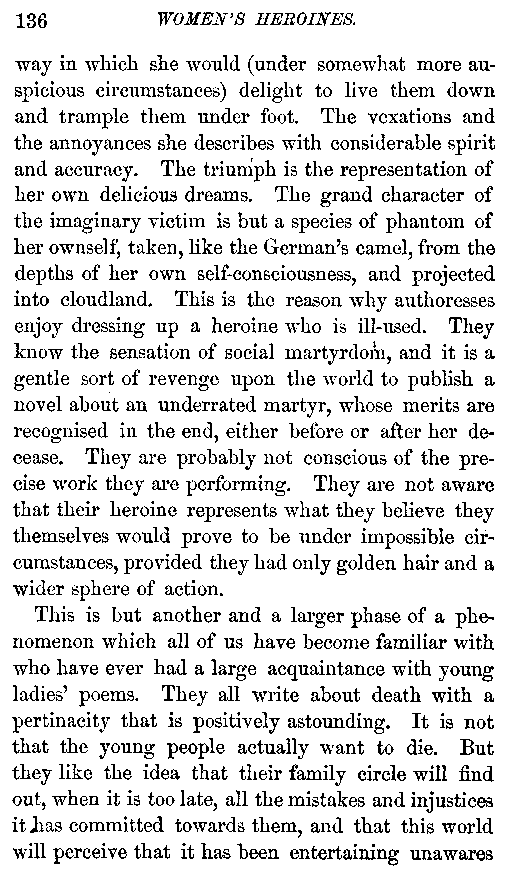 136 WOMEN'S HEROINES.
way in which she would (under somewhat more au-
spicious circumstances) delight to live them down
and trample them under foot. The vexations and
the annoyances she describes with considerable spirit
and accuracy. The triumph is the representation of
her own delicious dreams. The grand character of
the imaginary victim is but a species of phantom of
her ownself, taken, like the German's camel, from the
depths of her own self-consciousness, and projected
into cloudland. This is the reason why authoresses
enjoy dressing up a heroine who is ill-used. They
know the sensation of social martyrdom, and it is a
gentle sort of revenge upon the world to publish a
novel about an underrated martyr, whose merits are
recognised in the end, either before or after her de-
cease. They are probably not conscious of the pre-
cise work they are performing. They are not aware
that their heroine represents what they believe they
themselves would prove to be under impossible cir-
cumstances, provided they had only golden hair and a
wider sphere of action.
This is but another and a larger phase of a phe-
nomenon which all of us have become familiar with
who have ever had a large acquaintance with young
ladies' poems. They all write about death with a
pertinacity that is positively astounding. It is not
that the young people actually want to die. But
they like the idea that their family circle will find
out, when it is too late, all the mistakes and injustices
it has committed towards them, and that this world
will perceive that it has been entertaining unawares